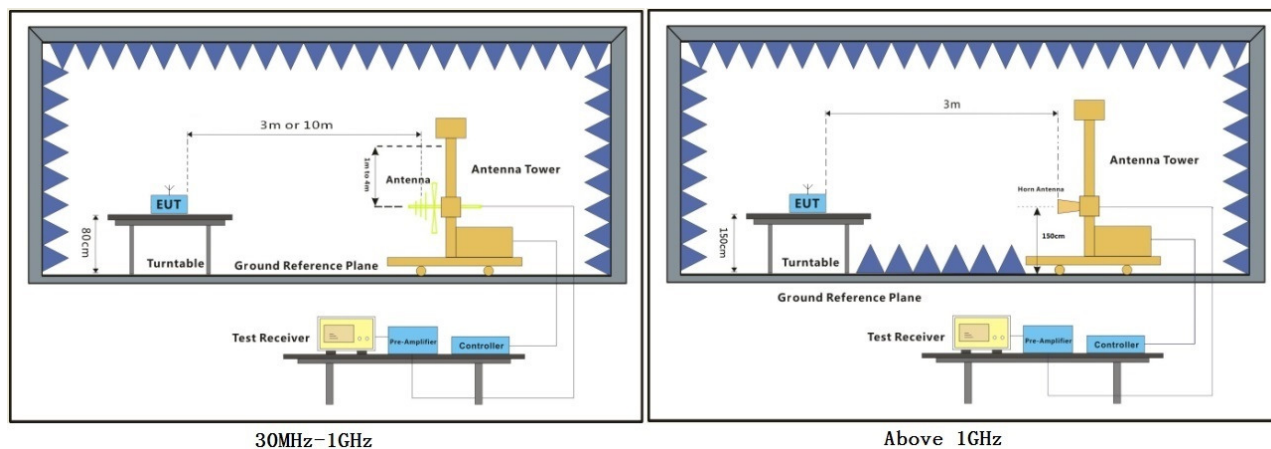 3m or 10m
1m to 4m
Antenna
Antenna Tower
EUT
80cm
Turntable
Ground Reference Plane
Test Receiver
Pre-Amplifier
Controller
30MHz-1GHz
3m
Antenna Tower
Horn Antenna
EUT
150cm
150cm
Turntable
Ground Reference Plane
Test Receiver
Pre-Amplifier
Controller
Above 1GHz